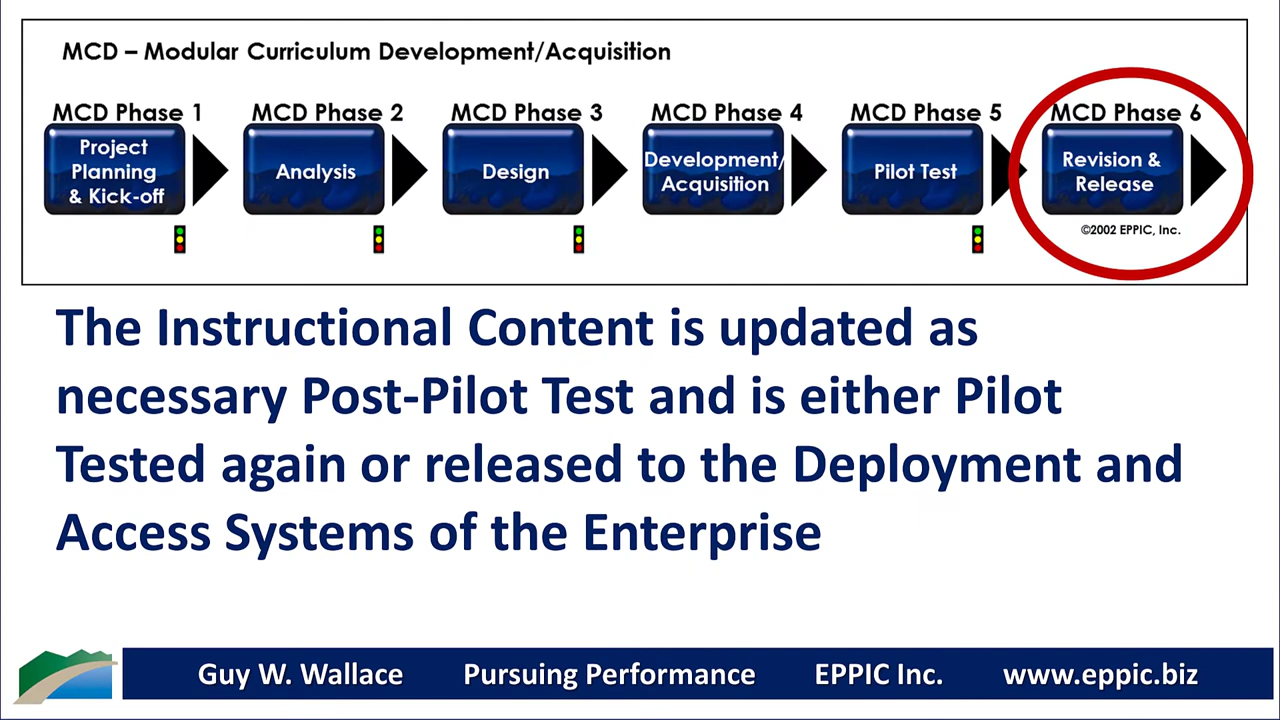 MCD – Modular Curriculum Development/Acquisition
MCD Phase 1
MCD Phase 2
MCD Phase 3
MCD Phase 4
MCD Phase 5
MCD Phase 6
Project
Planning
& Kick-off
Analysis
Design
Development/
Acquisition
Pilot Test
Revision &
Release
©2002 EPPIC, Inc.
The Instructional Content is updated as
necessary Post-Pilot Test and is either Pilot
Tested again or released to the Deployment and
Access Systems of the Enterprise
Guy W. Wallace Pursuing Performance EPPIC Inc. www.eppic.biz